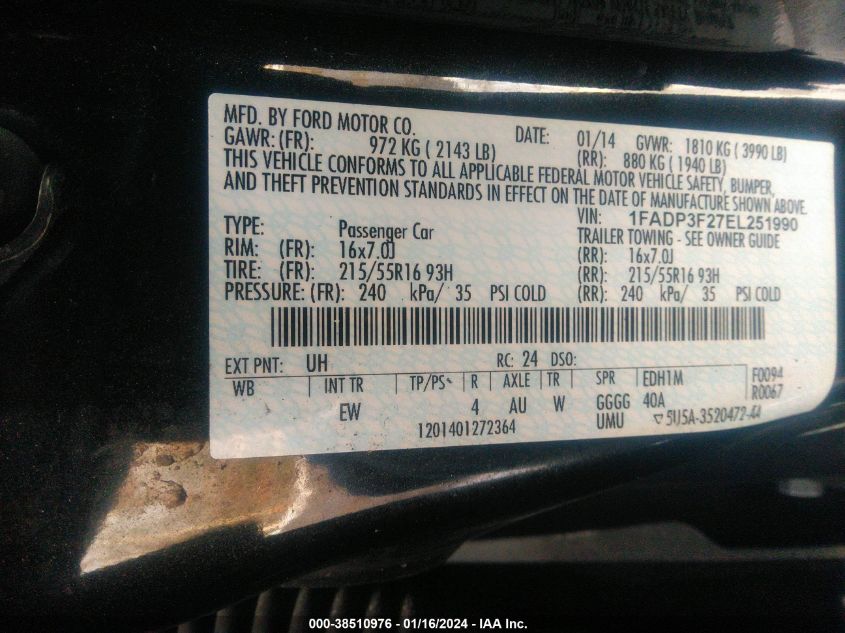 MFD. BY FORD MOTOR CO. DATE: 01/14 GVWR: 1810 KG ( 3990 LB)
GAWR: (FR): 972 KG ( 2143 LB) (RR): 880 KG ( 1940 LB)
THIS VEHICLE CONFORMS TO ALL APPLICABLE FEDERAL MOTOR VEHICLE SAFETY, BUMPER,
AND THEFT PREVENTION STANDARDS IN EFFECT ON THE DATE OF MANUFACTURE SHOWN ABOVE.
VIN: 1FADP3F27EL251990
TYPE: Passenger Car TRAILER TOWING - SEE OWNER GUIDE
RIM: (FR): 16x7.0J (RR): 16x7.0J
TIRE: (FR): 215/55R16 93H (RR): 215/55R16 93H
PRESSURE: (FR): 240 kPa/ 35 PSI COLD (RR): 240 kPa/ 35 PSI COLD
EXT PNT: UH RC: 24 DSO:
WB INT TR TP/PS R AXLE TR SPR EDH1M F0094
EW 4 AU W GGGG 40A R0067
1201401272364 UMU ▽5U5A-3520472-AA
000-38510976 - 01/16/2024 - IAA Inc.